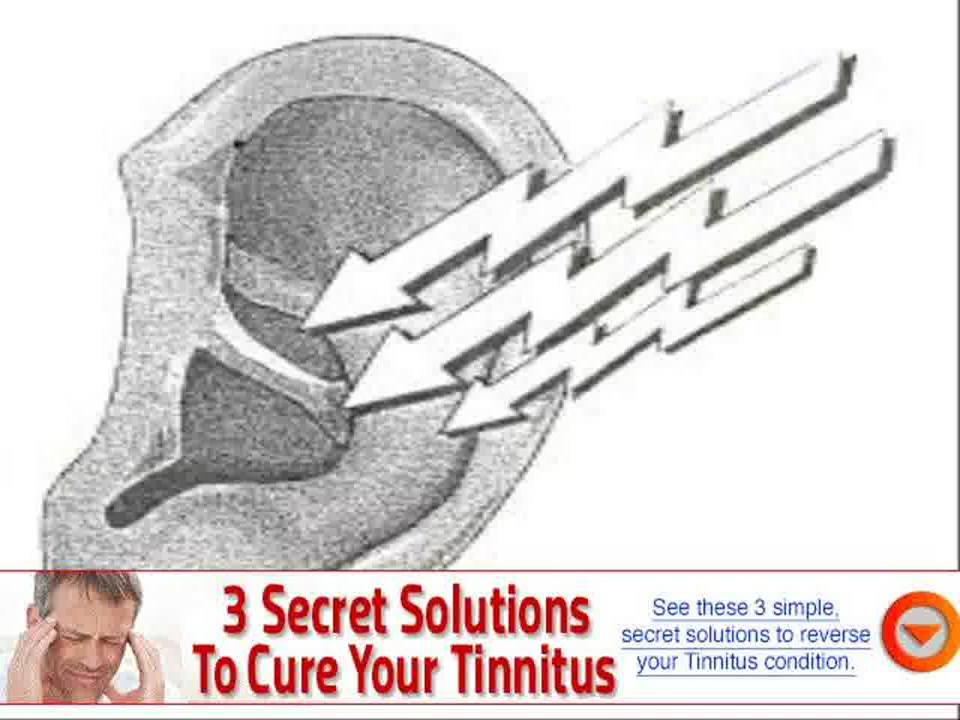 3 Secret Solutions
To Cure Your Tinnitus
See these 3 simple,
secret solutions to reverse
your Tinnitus condition.